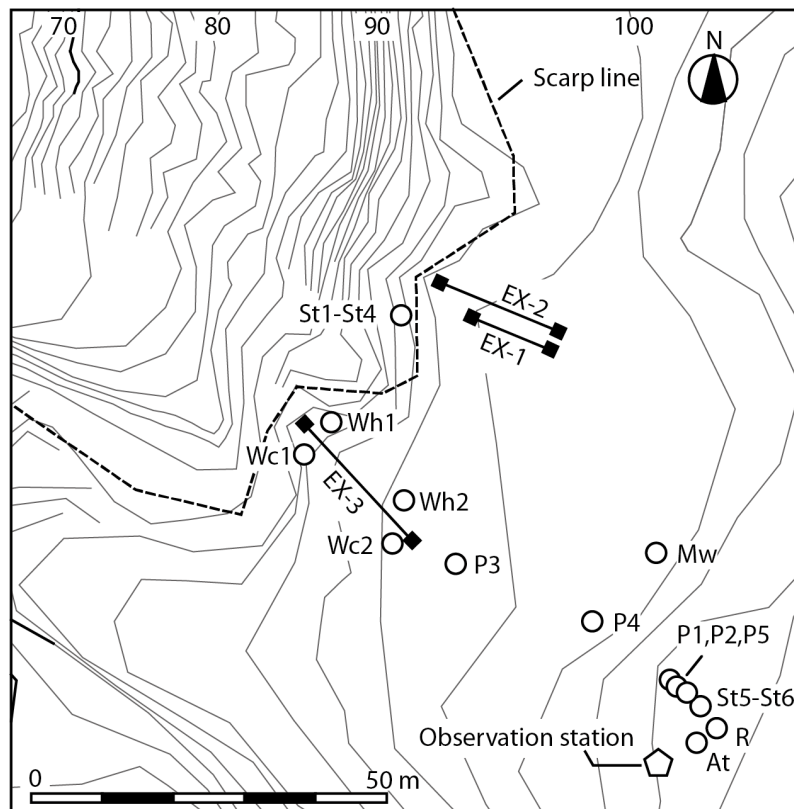 70
80
90
100
N
Scarp line
EX-2
St1-St4
EX-1
Wh1
Wc1
EX-3
Wh2
Wc2
P3
Mw
P4
P1,P2,P5
St5-St6
R
Observation station
At
0
50 m